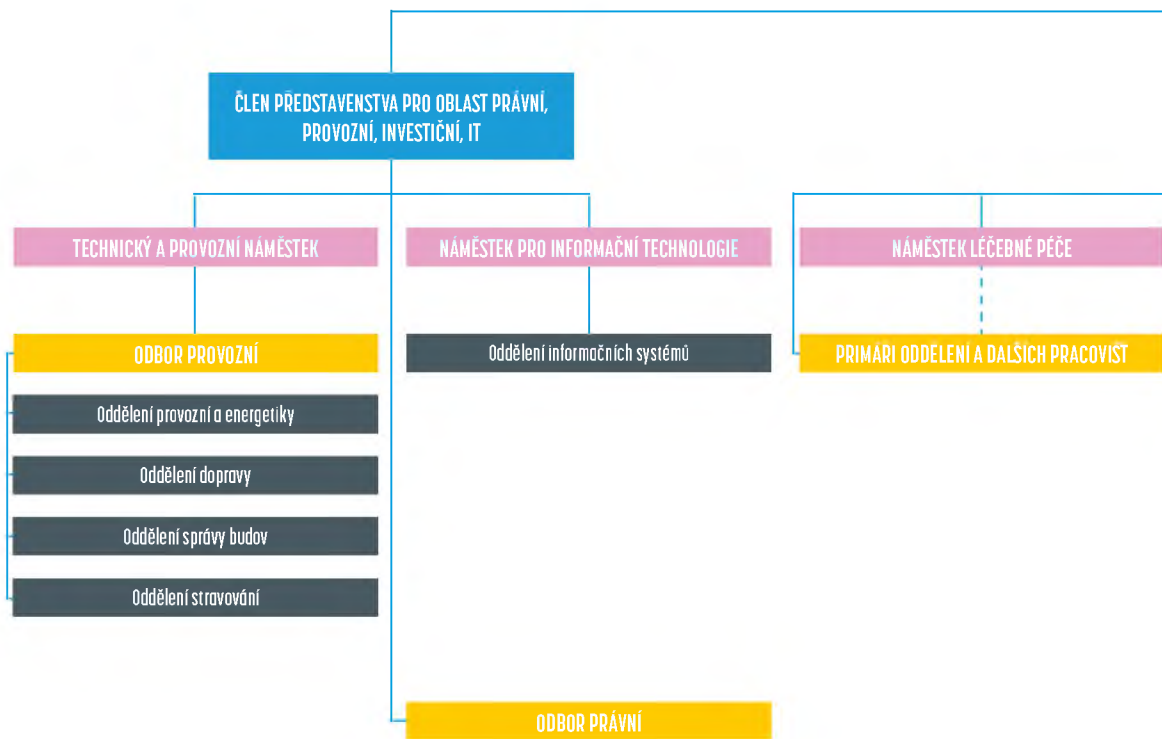 ČLEN PŘEDSTAVENSTVA PRO OBLAST PRÁVNÍ,
PROVOZNÍ, INVESTIČNÍ, IT
TECHNICKÝ A PROVOZNÍ NÁMĚSTEK
NÁMĚSTEK PRO INFORMAČNÍ TECHNOLOGIE
NÁMĚSTEK LÉČEBNÉ PÉČE
ODBOR PROVOZNÍ
Oddělení informačních systémů
PRIMÁŘI ODDĚLENÍ A DALŠÍCH PRACOVIŠŤ
Oddělení provozní a energetiky
Oddělení dopravy
Oddělení správy budov
Oddělení stravování
ODBOR PRÁVNÍ